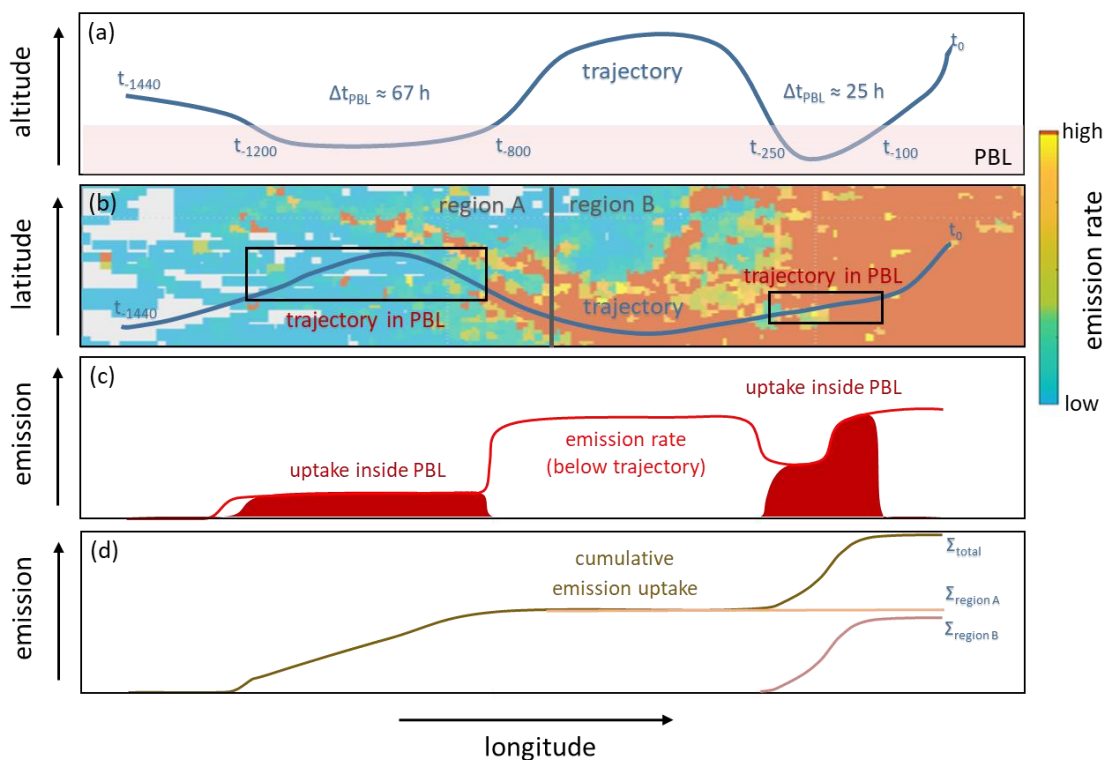 (a)
altitude
t-1440
Δt_PBL ≈ 67 h
t-1200
t-800
trajectory
Δt_PBL ≈ 25 h
t-250
t-100
t0
PBL
(b)
latitude
region A
region B
t-1440
trajectory in PBL
trajectory
trajectory in PBL
t0
high
emission rate
low
(c)
emission
uptake inside PBL
emission rate
(below trajectory)
uptake inside PBL
(d)
emission
cumulative
emission uptake
Σtotal
Σregion A
Σregion B
longitude